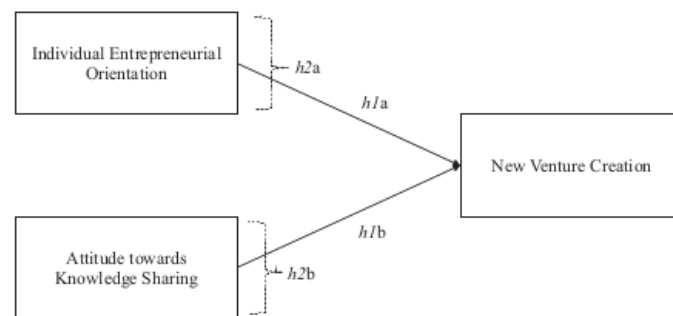 Individual Entrepreneurial
Orientation
h2a
h1a
New Venture Creation
h1b
Attitude towards
Knowledge Sharing
h2b